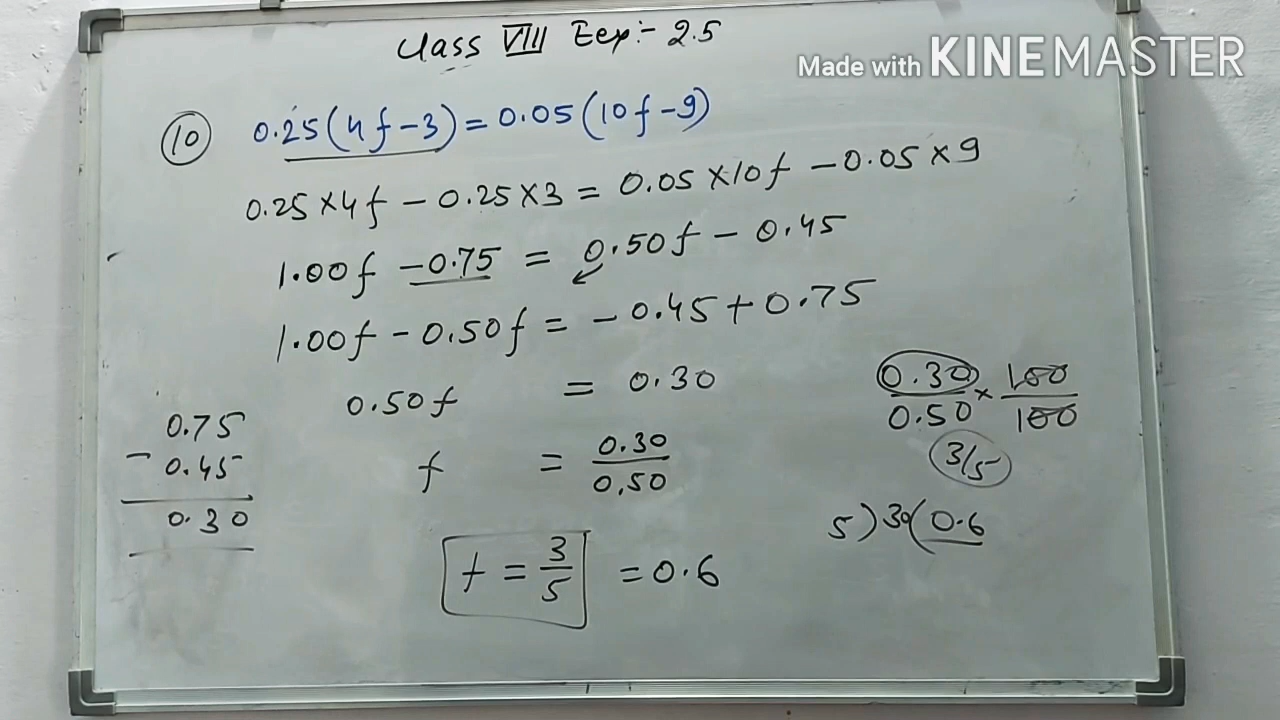 Class VIII Eex:- 2.5
Made with KINEMASTER
10 0.25(4f-3)=0.05(10f-9)
0.25×4f - 0.25×3 = 0.05×10f - 0.05×9
1.00f - 0.75 = 0.50f - 0.45
1.00f - 0.50f = - 0.45 + 0.75
0.50f = 0.30
f = 0.30/0.50
f = 3/5 = 0.6
0.75
- 0.45
0.30
0.30/0.50 × 100/100
3/5
5)30(0.6